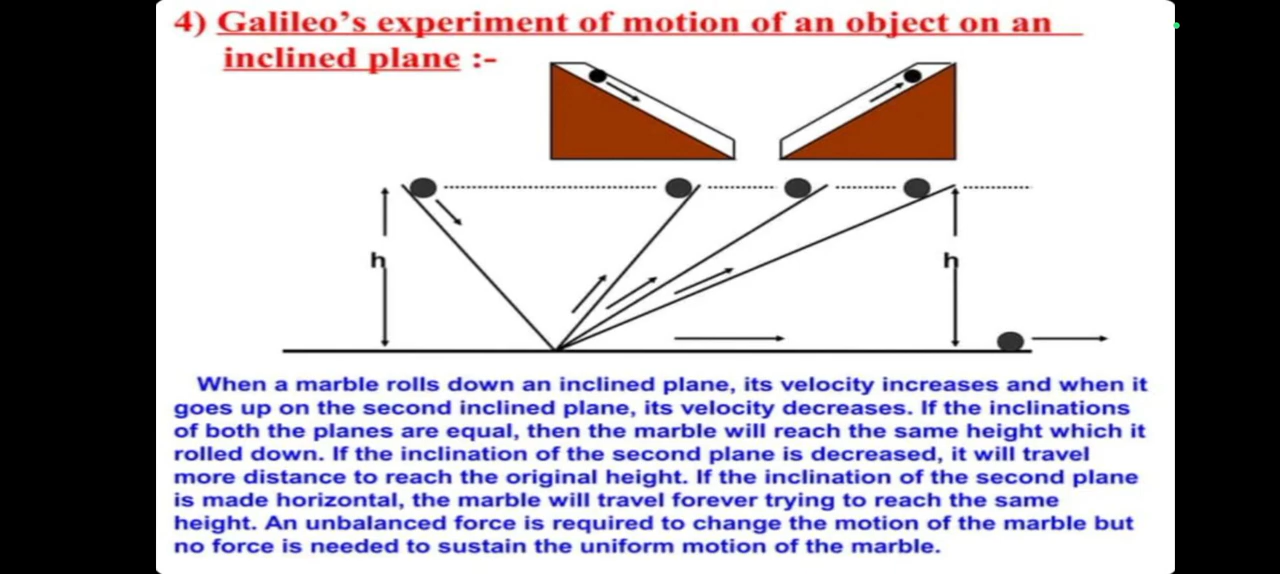 4) Galileo's experiment of motion of an object on an
inclined plane :-
h
h
When a marble rolls down an inclined plane, its velocity increases and when it
goes up on the second inclined plane, its velocity decreases. If the inclinations
of both the planes are equal, then the marble will reach the same height which it
rolled down. If the inclination of the second plane is decreased, it will travel
more distance to reach the original height. If the inclination of the second plane
is made horizontal, the marble will travel forever trying to reach the same
height. An unbalanced force is required to change the motion of the marble but
no force is needed to sustain the uniform motion of the marble.